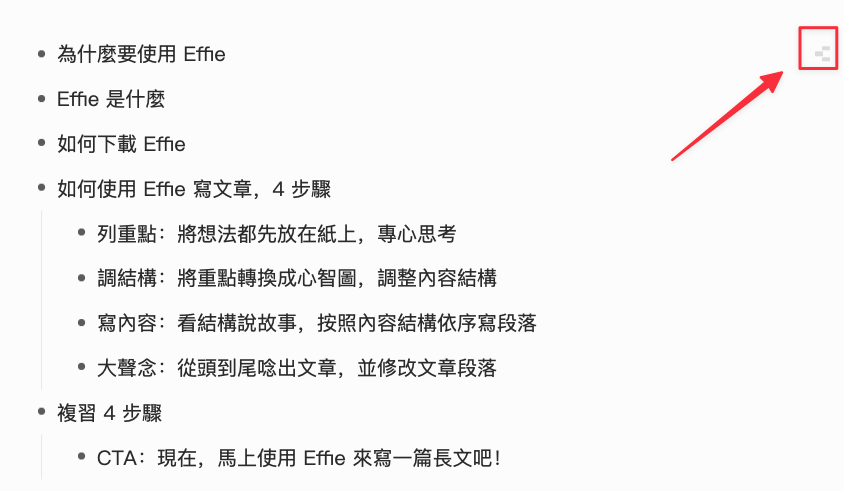 為什麼要使用 Effie
Effie 是什麼
如何下載 Effie
如何使用 Effie 寫文章，4 步驟
列重點：將想法都先放在紙上，專心思考
調結構：將重點轉換成心智圖，調整內容結構
寫內容：看結構說故事，按照內容結構依序寫段落
大聲念：從頭到尾唸出文章，並修改文章段落
複習 4 步驟
CTA：現在，馬上使用 Effie 來寫一篇長文吧！